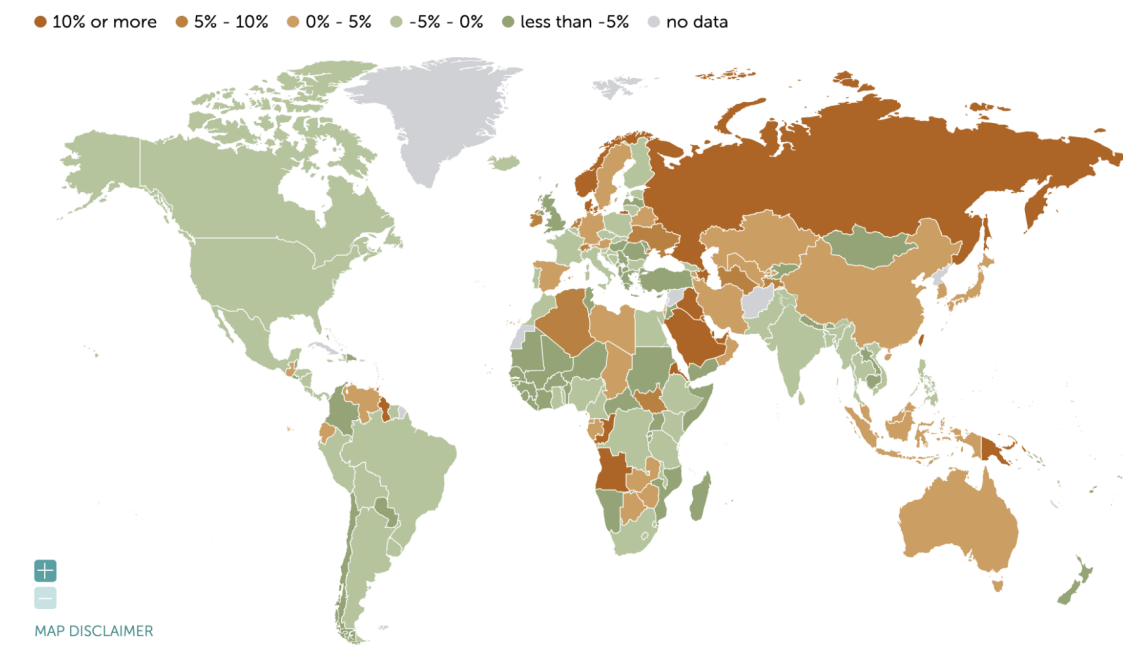 10% or more 5% - 10% 0% - 5% -5% - 0% less than -5% no data
MAP DISCLAIMER